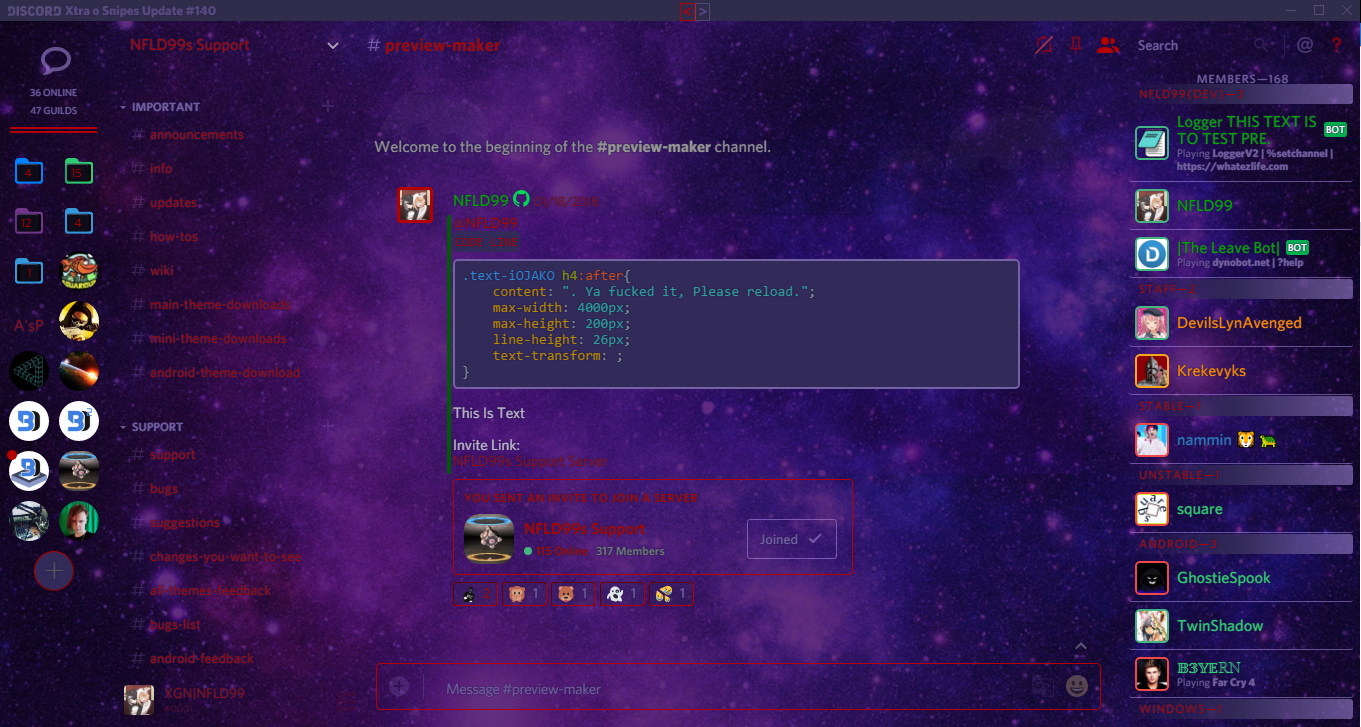 DISCORD Xtra o Snipes Update #140
< >
NFLD99s Support
# preview-maker
Search
@ ?
36 ONLINE
47 GUILDS
4
15
12
4
1
A'sP
IMPORTANT
# announcements
# info
# updates
# how-tos
# wiki
# main-theme-downloads
# mini-theme-downloads
# android-theme-download
SUPPORT
# support
# bugs
# suggestions
# changes-you-want-to-see
# all-themes-feedback
# bugs-list
# android-feedback
XGN|NFLD99
Welcome to the beginning of the #preview-maker channel.
NFLD99
@NFLD99
CODE LINE
.text-iOJAKO h4:after{
content: ". Ya fucked it, Please reload.";
max-width: 4000px;
max-height: 200px;
line-height: 26px;
text-transform: ;
}
This Is Text
Invite Link:
NFLD99s Support Server
YOU SENT AN INVITE TO JOIN A SERVER
NFLD99s Support
115 Online 317 Members
Joined
1
1
1
1
Message #preview-maker
MEMBERS—168
NFLD99(DEV)—3
Logger THIS TEXT IS
TO TEST PRE. BOT
Playing LoggerV2 | %setchannel |
https://whatezlife.com
NFLD99
|The Leave Bot| BOT
Playing dynobot.net | ?help
STAFF—2
DevilsLynAvenged
Krekevyks
STABLE—1
nammin
UNSTABLE—1
square
ANDROID—3
GhostieSpook
TwinShadow
𝔹𝟛𝕐𝔼ℝℕ
Playing Far Cry 4
WINDOWS—1